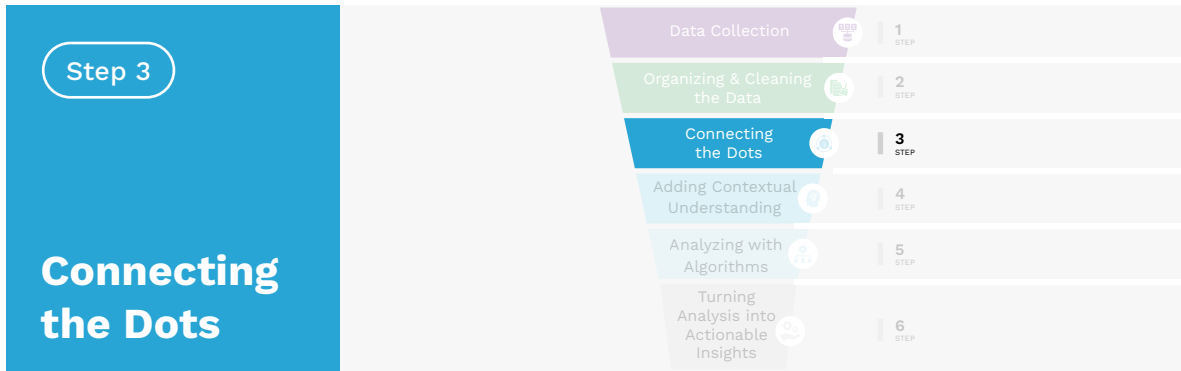 Step 3
Connecting
the Dots
Data Collection
1
STEP
Organizing & Cleaning
the Data
2
STEP
Connecting
the Dots
3
STEP
Adding Contextual
Understanding
4
STEP
Analyzing with
Algorithms
5
STEP
Turning
Analysis into
Actionable
Insights
6
STEP